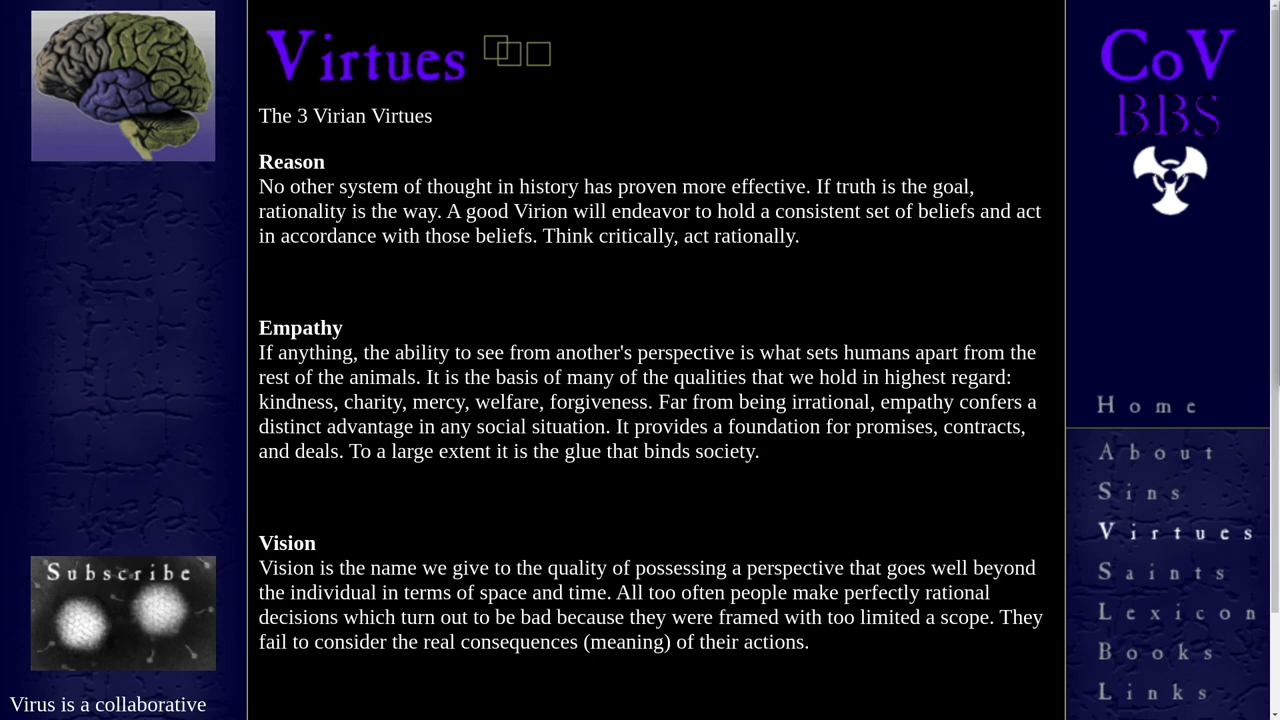 Virtues
The 3 Virian Virtues
Reason
No other system of thought in history has proven more effective. If truth is the goal,
rationality is the way. A good Virion will endeavor to hold a consistent set of beliefs and act
in accordance with those beliefs. Think critically, act rationally.
Empathy
If anything, the ability to see from another's perspective is what sets humans apart from the
rest of the animals. It is the basis of many of the qualities that we hold in highest regard:
kindness, charity, mercy, welfare, forgiveness. Far from being irrational, empathy confers a
distinct advantage in any social situation. It provides a foundation for promises, contracts,
and deals. To a large extent it is the glue that binds society.
Vision
Vision is the name we give to the quality of possessing a perspective that goes well beyond
the individual in terms of space and time. All too often people make perfectly rational
decisions which turn out to be bad because they were framed with too limited a scope. They
fail to consider the real consequences (meaning) of their actions.
Subscribe
Virus is a collaborative
CoV
BBS
Home
About
Sins
Virtues
Saints
Lexicon
Books
Links